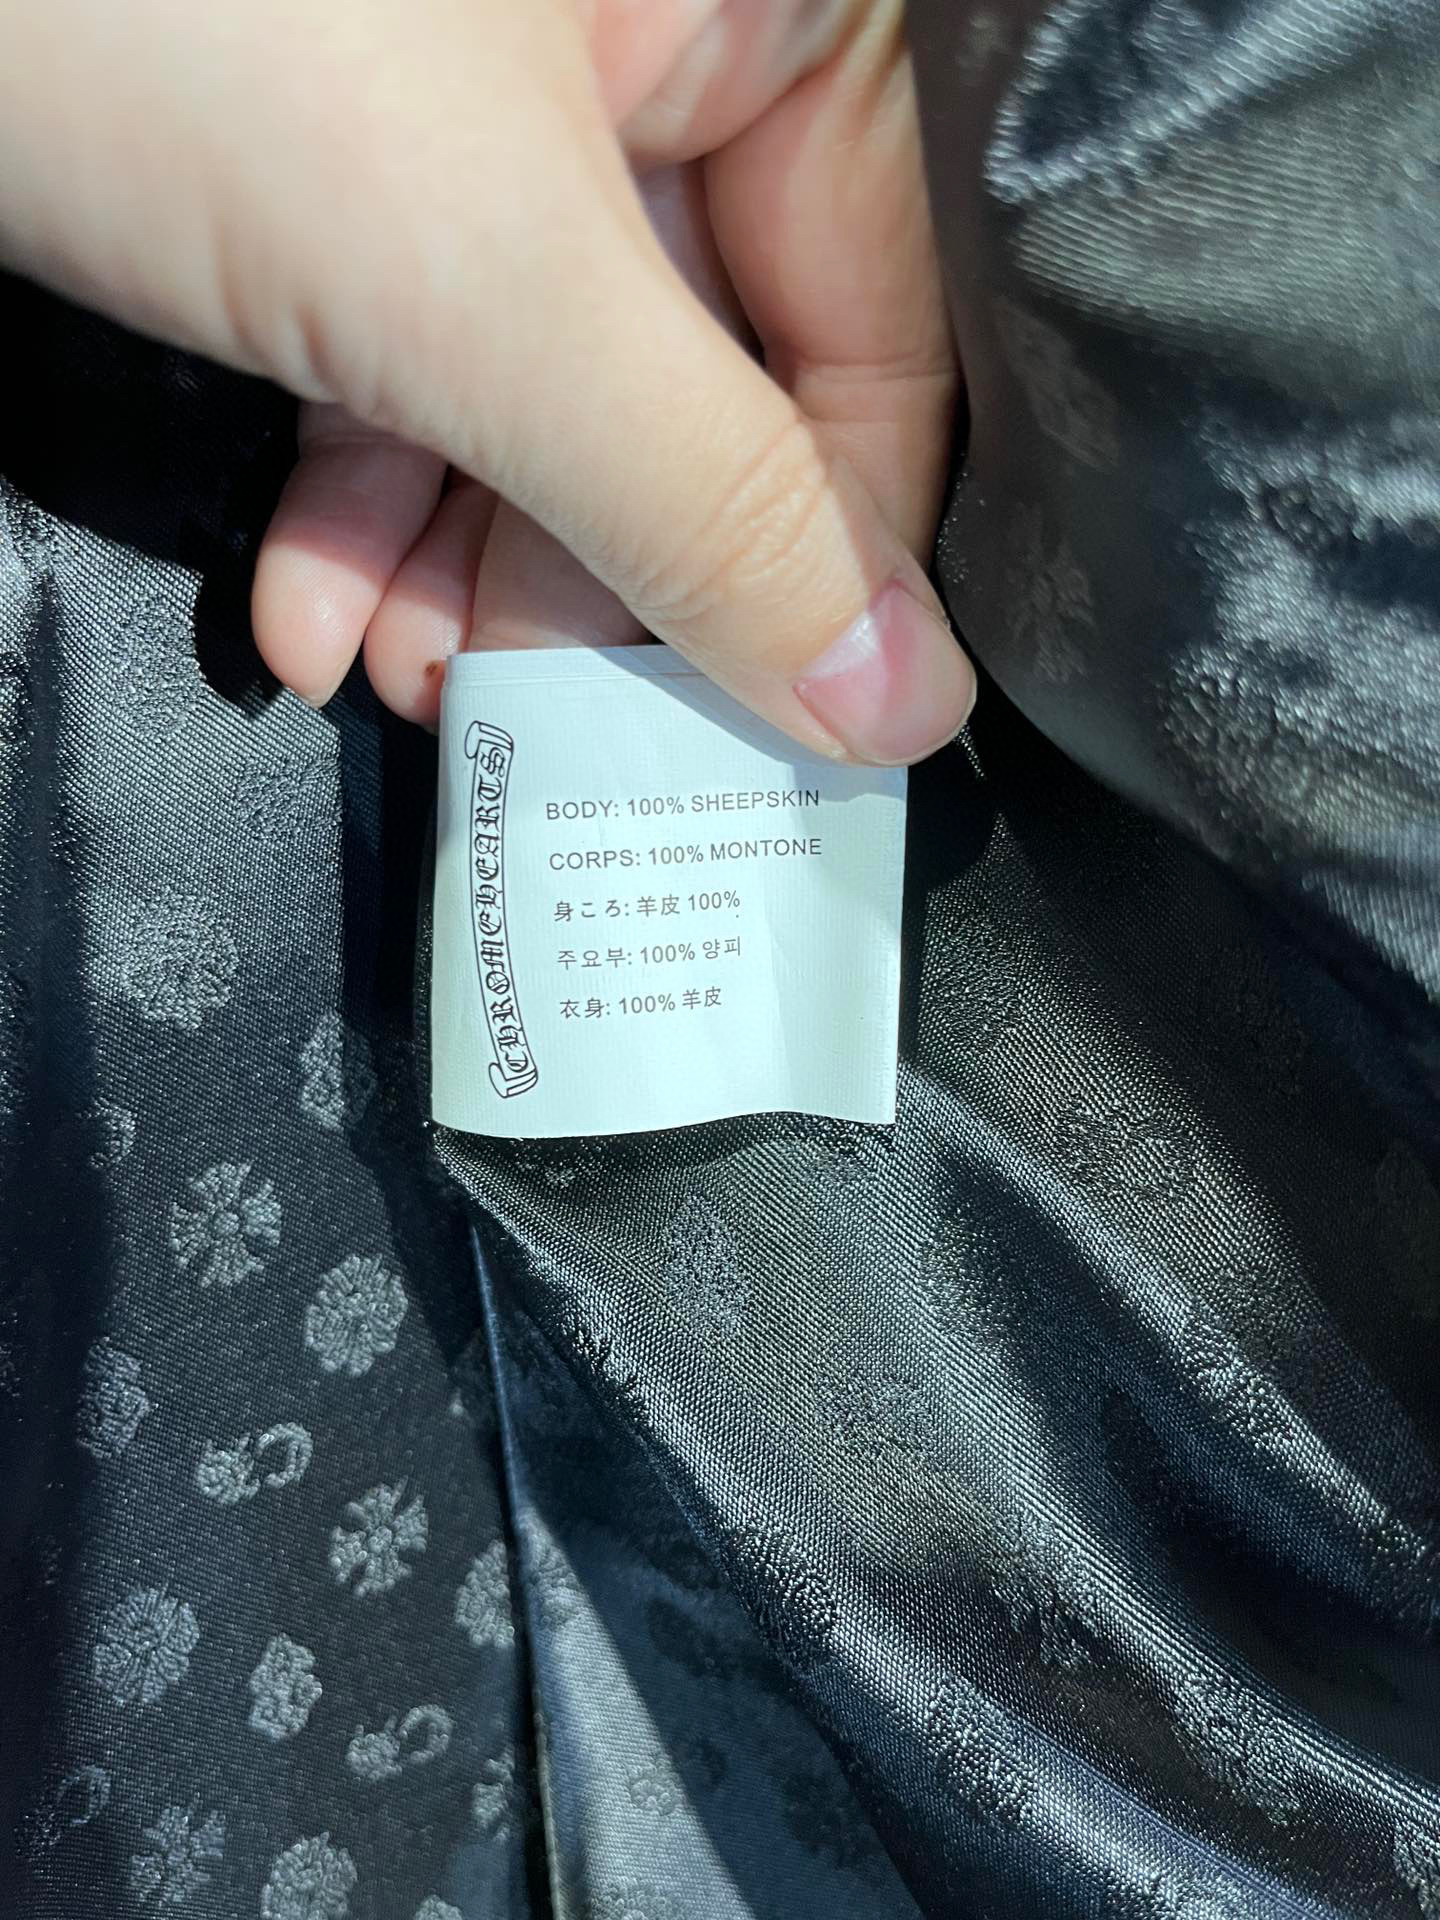 CHROME HEARTS
BODY: 100% SHEEPSKIN
CORPS: 100% MONTONE
身ころ: 羊皮 100%
주요부: 100% 양피
衣身: 100% 羊皮